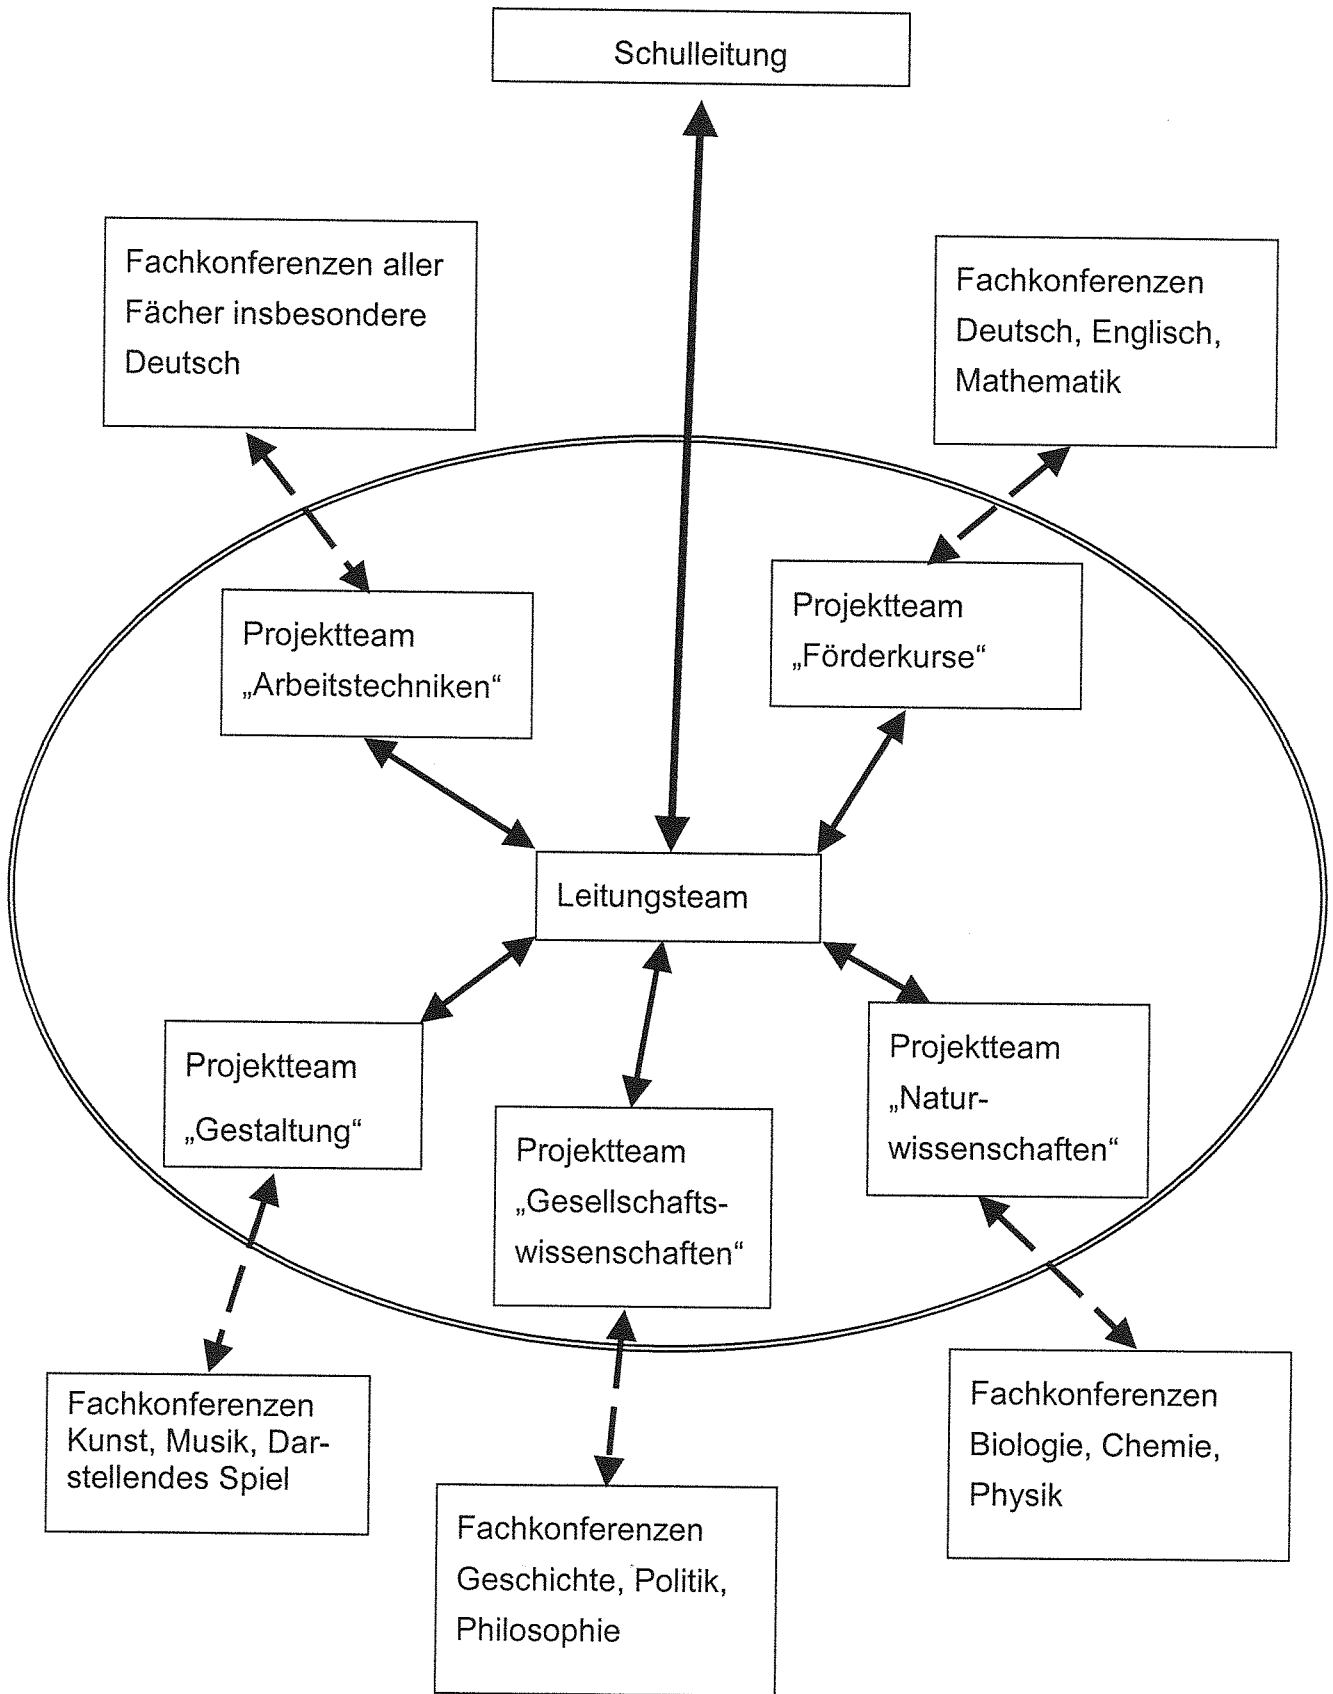 Schulleitung
Fachkonferenzen aller
Fächer insbesondere
Deutsch
Fachkonferenzen
Deutsch, Englisch,
Mathematik
Projektteam
„Arbeitstechniken“
Projektteam
„Förderkurse“
Leitungsteam
Projektteam
„Gestaltung“
Projektteam
„Gesellschafts-
wissenschaften“
Projektteam
„Natur-
wissenschaften“
Fachkonferenzen
Kunst, Musik, Dar-
stellendes Spiel
Fachkonferenzen
Geschichte, Politik,
Philosophie
Fachkonferenzen
Biologie, Chemie,
Physik